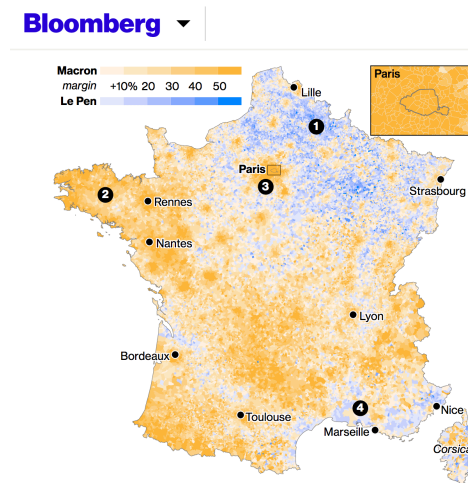 Bloomberg
Macron
margin +10% 20 30 40 50
Le Pen
Paris
Lille
1
Paris
3
Strasbourg
2
Rennes
Nantes
Lyon
Bordeaux
4
Nice
Toulouse
Marseille
Corsica